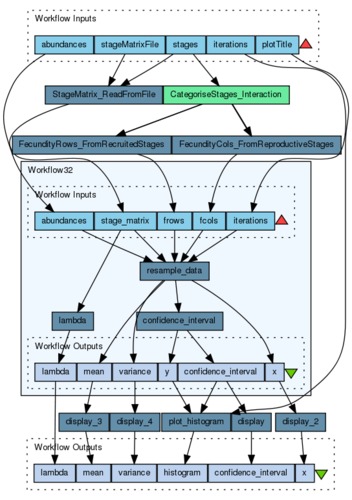 Workflow Inputs
abundances stageMatrixFile stages iterations plotTitle
StageMatrix_ReadFromFile CategoriseStages_Interaction
FecundityRows_FromRecruitedStages FecundityCols_FromReproductiveStages
Workflow32
Workflow Inputs
abundances stage_matrix frows fcols iterations
resample_data
lambda confidence_interval
Workflow Outputs
lambda mean variance y confidence_interval x
display_3 display_4 plot_histogram display display_2
Workflow Outputs
lambda mean variance histogram confidence_interval x